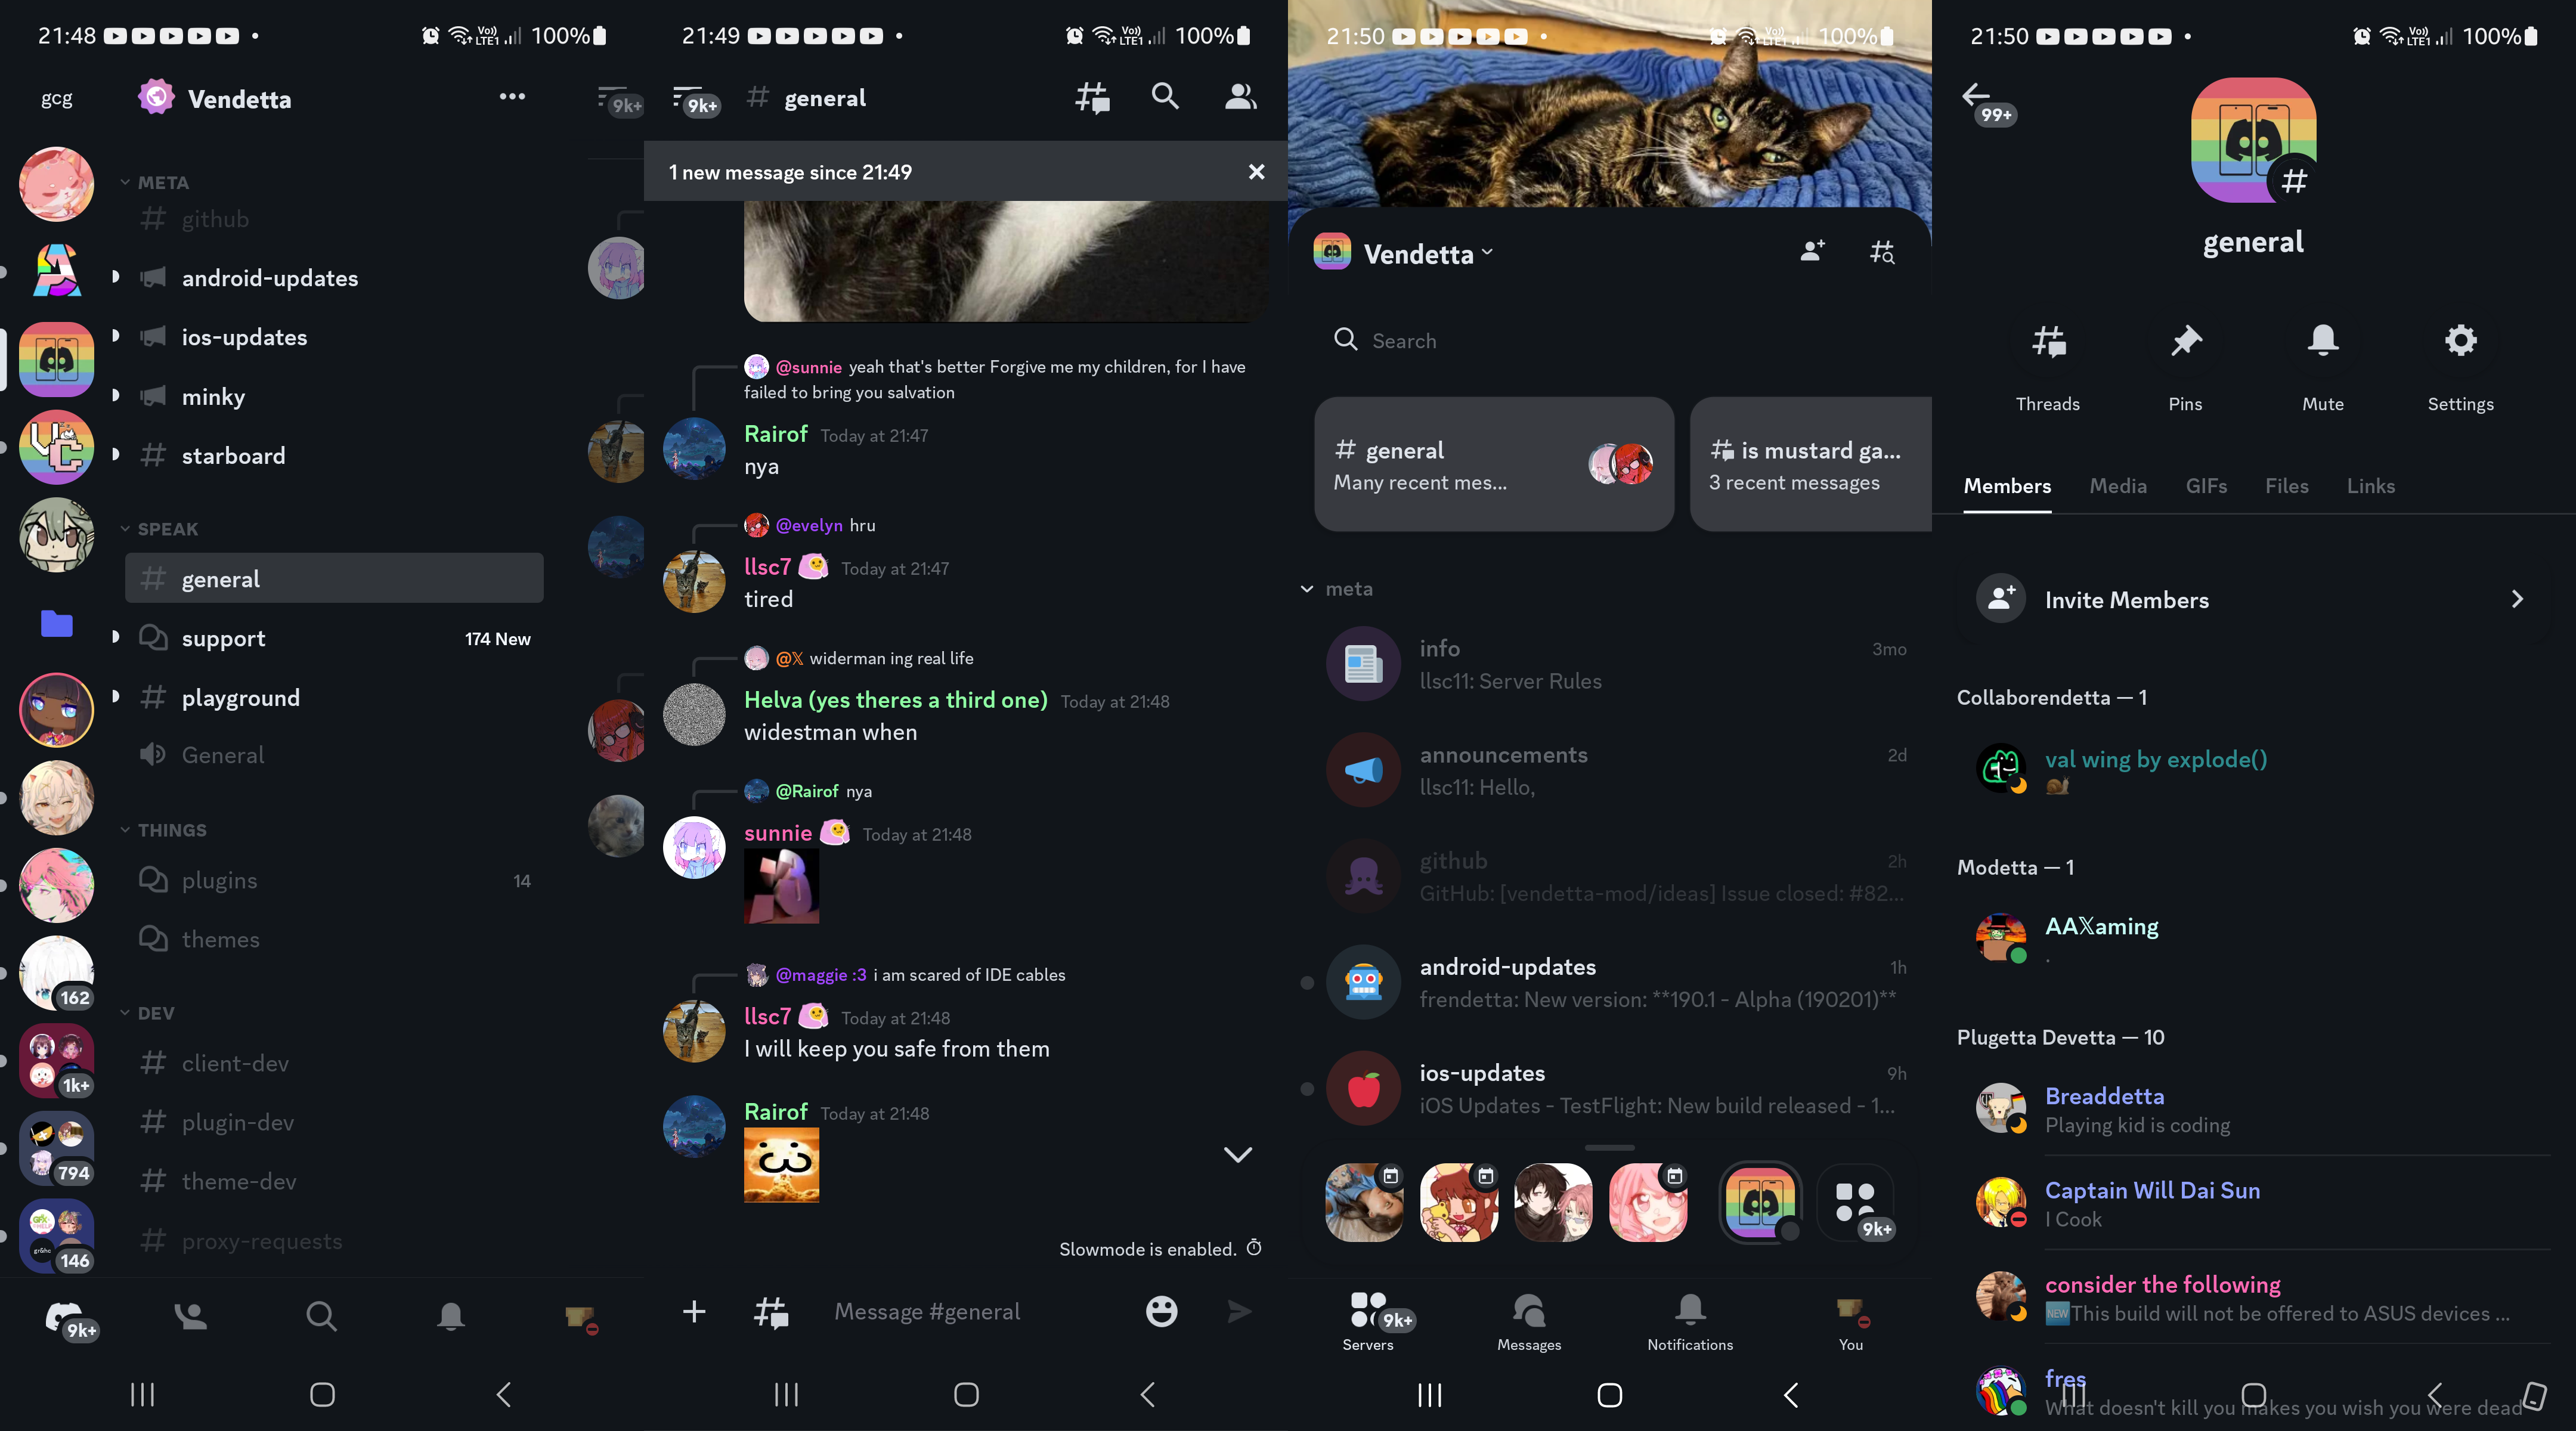 21:48
Vo)) LTE1
100%
gcg
Vendetta
9k+
META
github
android-updates
ios-updates
minky
starboard
SPEAK
general
support
174 New
playground
General
THINGS
plugins
14
themes
162
DEV
1k+
client-dev
plugin-dev
794
theme-dev
proxy-requests
146
9k+
21:49
Vo)) LTE1
100%
9k+
general
1 new message since 21:49
@sunnie yeah that's better Forgive me my children, for I have
failed to bring you salvation
Rairof Today at 21:47
nya
@evelyn hru
llsc7 Today at 21:47
tired
@𝕏 widerman ing real life
Helva (yes theres a third one) Today at 21:48
widestman when
@Rairof nya
sunnie Today at 21:48
@maggie :3 i am scared of IDE cables
llsc7 Today at 21:48
I will keep you safe from them
Rairof Today at 21:48
Slowmode is enabled.
Message #general
21:50
Vo)) LTE1
100%
Vendetta
Search
general
Many recent mes...
is mustard ga...
3 recent messages
meta
info
3mo
llsc11: Server Rules
announcements
2d
llsc11: Hello,
github
2h
GitHub: [vendetta-mod/ideas] Issue closed: #82...
android-updates
1h
frendetta: New version: **190.1 - Alpha (190201)**
ios-updates
9h
iOS Updates - TestFlight: New build released - 1...
9k+
9k+
Servers
Messages
Notifications
You
21:50
Vo)) LTE1
100%
99+
general
Threads
Pins
Mute
Settings
Members
Media
GIFs
Files
Links
Invite Members
Collaborendetta — 1
val wing by explode()
Modetta — 1
AA𝕏aming
.
Plugetta Devetta — 10
Breaddetta
Playing kid is coding
Captain Will Dai Sun
I Cook
consider the following
NEW This build will not be offered to ASUS devices ...
fres
What doesn't kill you makes you wish you were dead